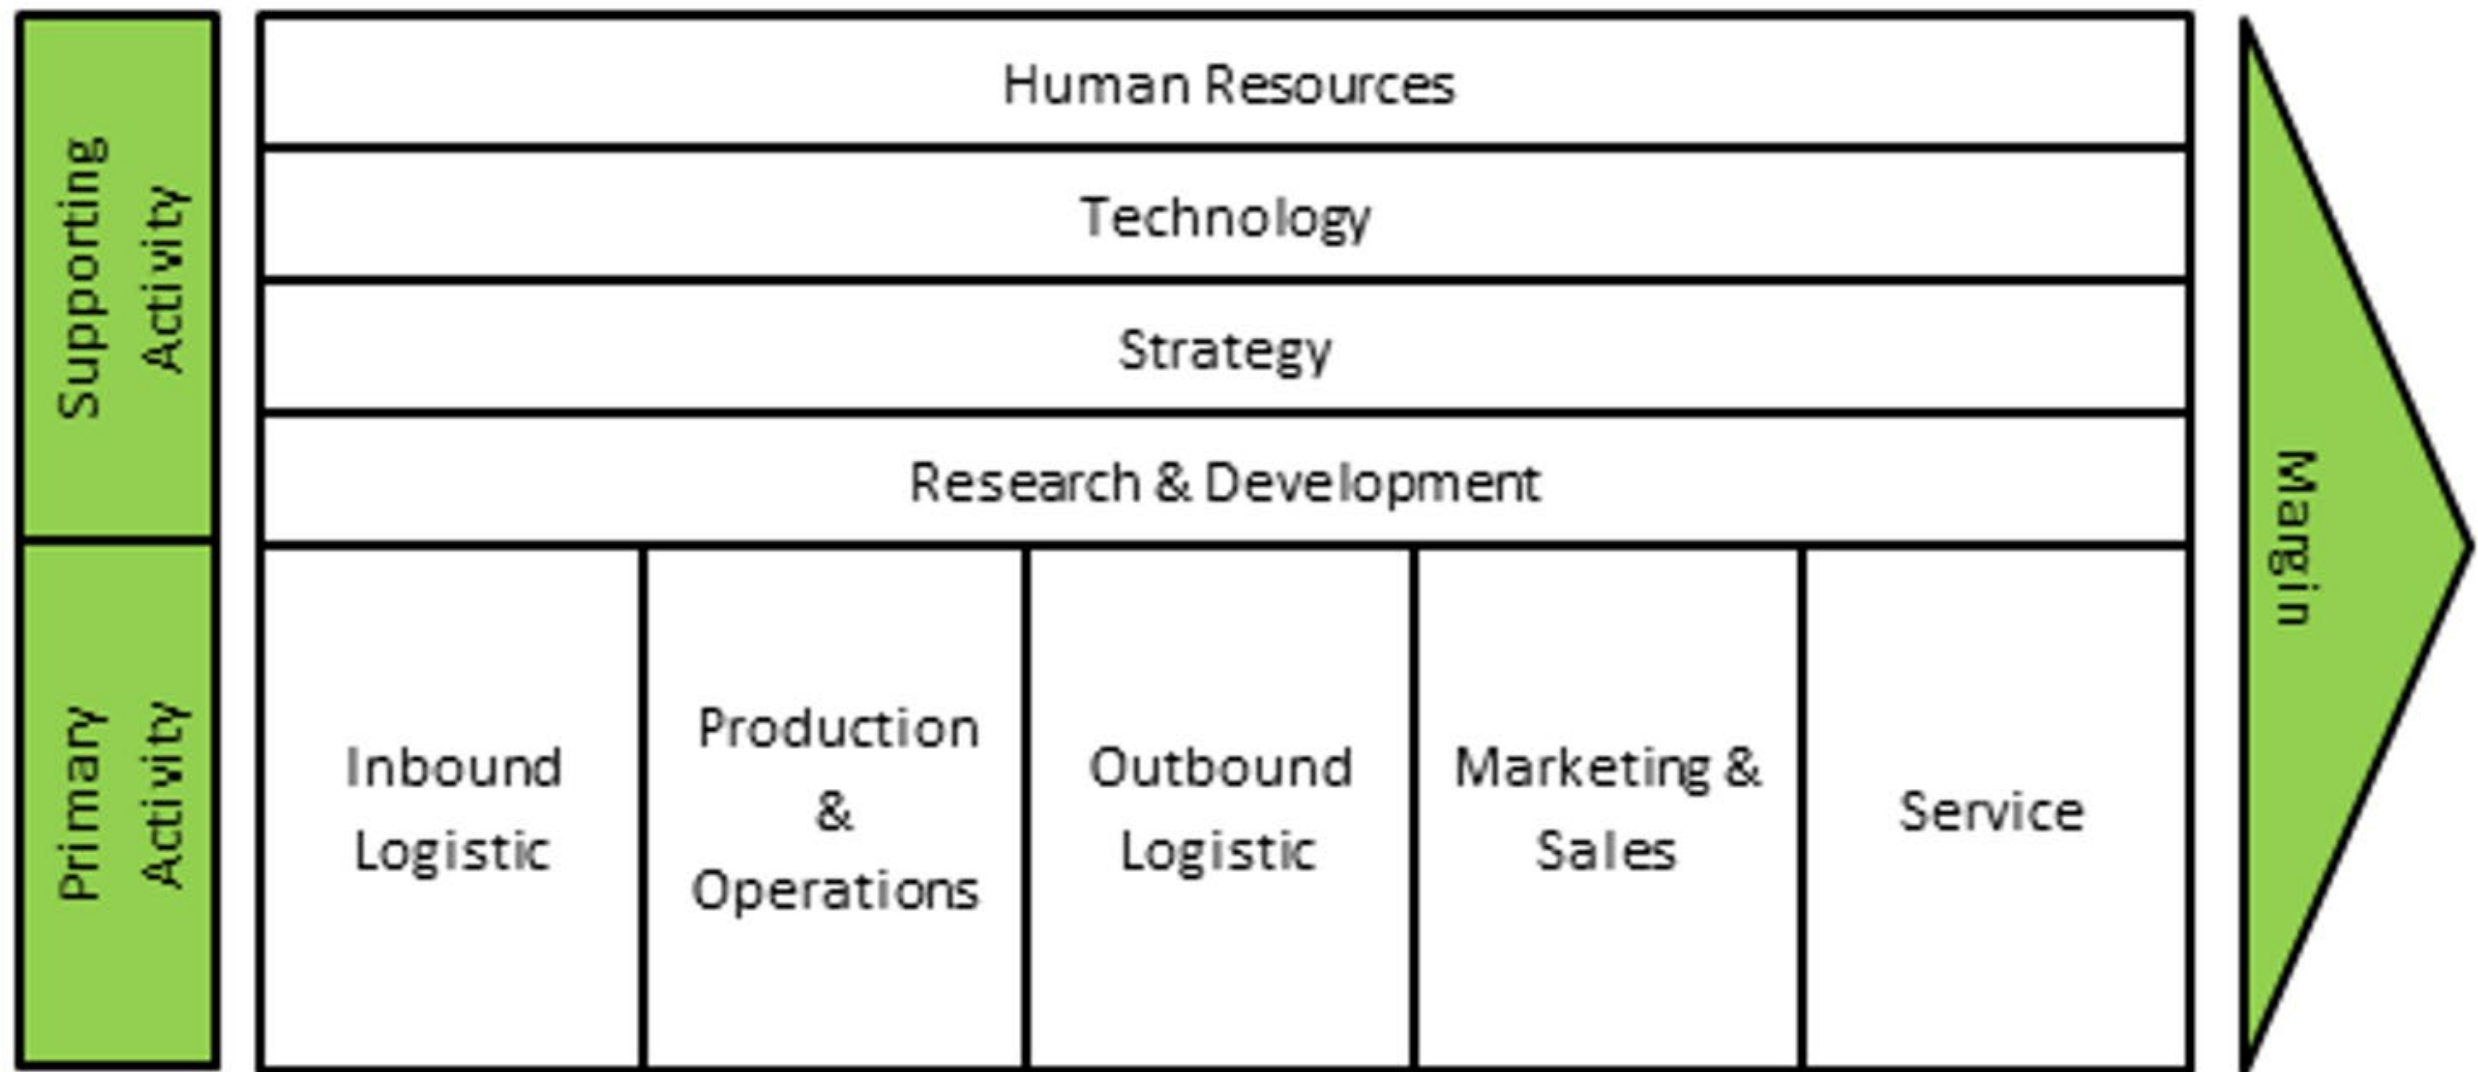 Supporting
Activity
Human Resources
Technology
Strategy
Research & Development
Primary
Activity
Inbound
Logistic
Production
&
Operations
Outbound
Logistic
Marketing &
Sales
Service
Margin